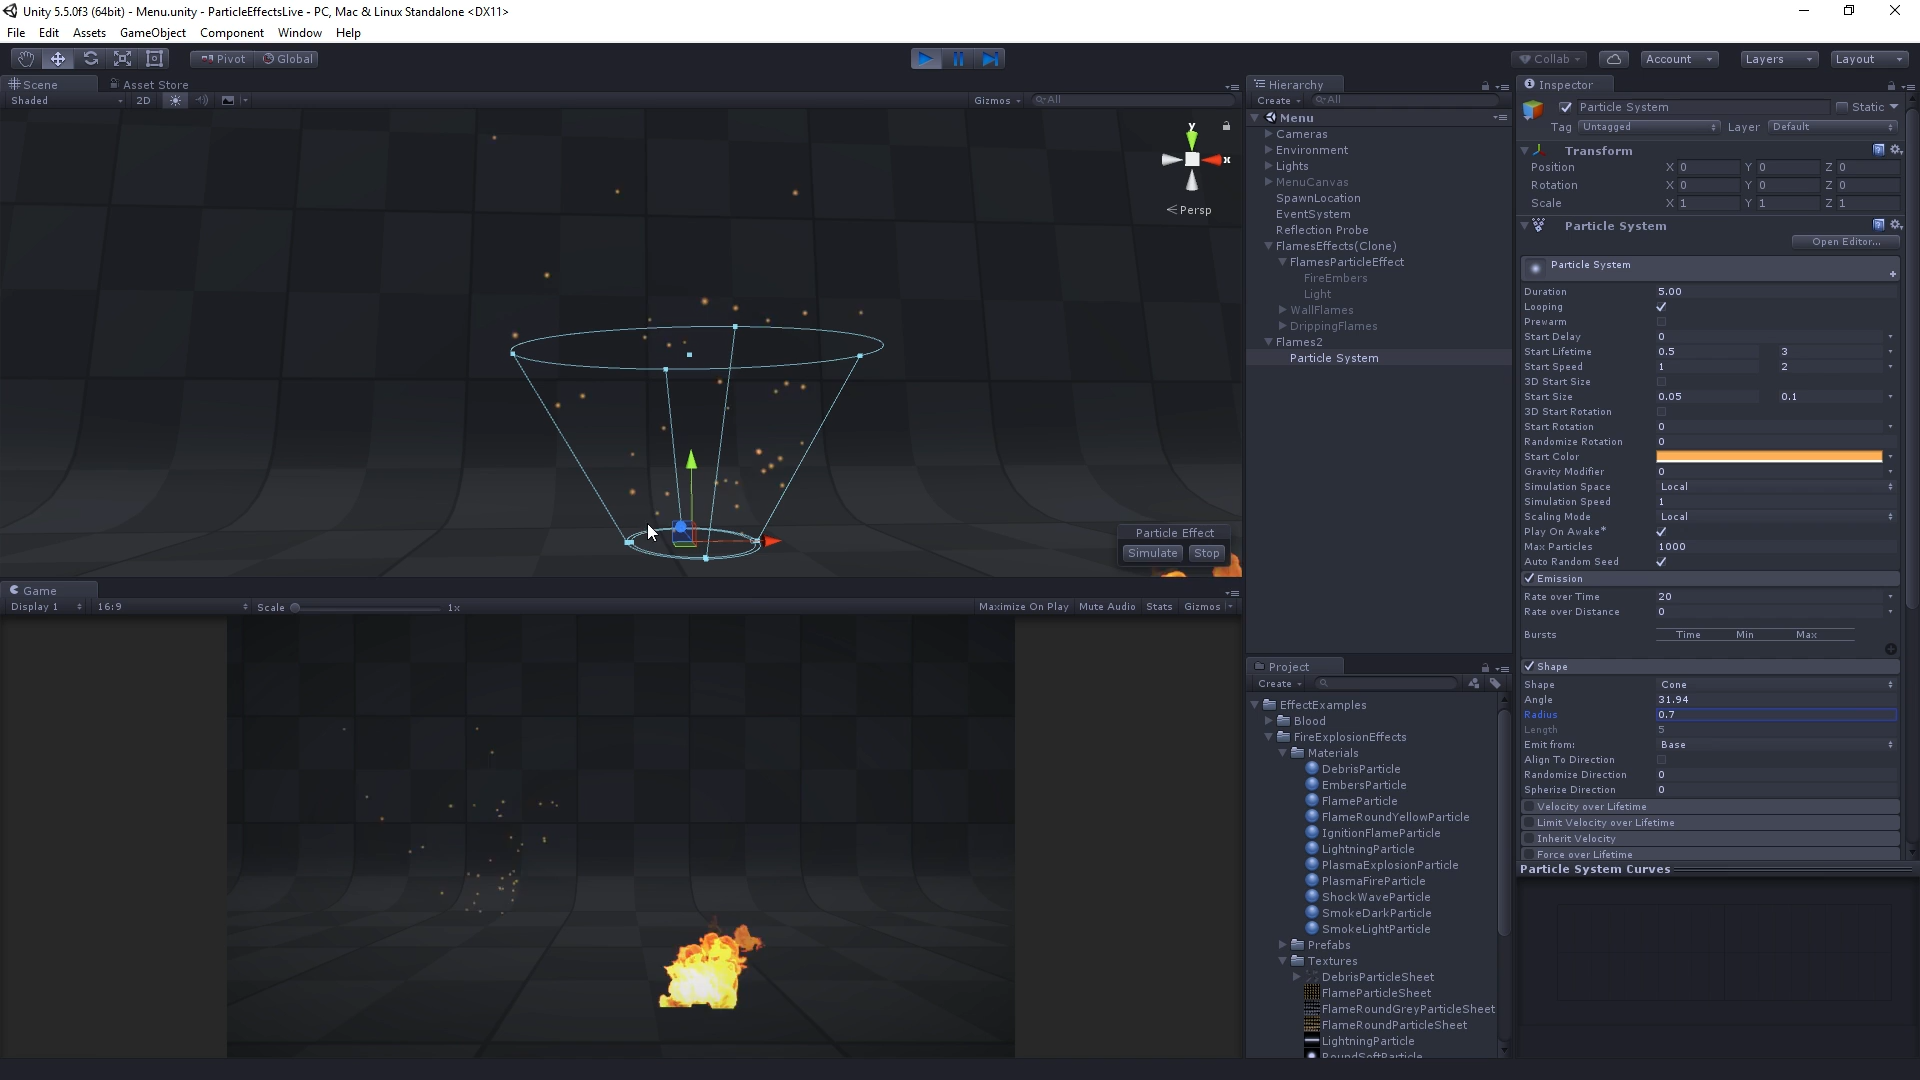 Unity 5.5.0f3 (64bit) - Menu.unity - ParticleEffectsLive - PC, Mac & Linux Standalone <DX11>
File Edit Assets GameObject Component Window Help
Pivot Global Collab Account Layers Layout
Scene Asset Store
Shaded 2D Gizmos All
y
x
Persp
Particle Effect
Simulate Stop
Game
Display 1 16:9 Scale 1x Maximize On Play Mute Audio Stats Gizmos
Hierarchy
Create All
Menu
Cameras
Environment
Lights
MenuCanvas
SpawnLocation
EventSystem
Reflection Probe
FlamesEffects(Clone)
FlamesParticleEffect
FireEmbers
Light
WallFlames
DrippingFlames
Flames2
Particle System
Project
Create
EffectExamples
Blood
FireExplosionEffects
Materials
DebrisParticle
EmbersParticle
FlameParticle
FlameRoundYellowParticle
IgnitionFlameParticle
LightningParticle
PlasmaExplosionParticle
PlasmaFireParticle
ShockWaveParticle
SmokeDarkParticle
SmokeLightParticle
Prefabs
Textures
DebrisParticleSheet
FlameParticleSheet
FlameRoundGreyParticleSheet
FlameRoundParticleSheet
LightningParticle
RoundSoftParticle
Inspector
Particle System Static
Tag Untagged Layer Default
Transform
Position X 0 Y 0 Z 0
Rotation X 0 Y 0 Z 0
Scale X 1 Y 1 Z 1
Particle System
Open Editor...
Particle System
Duration 5.00
Looping
Prewarm
Start Delay 0
Start Lifetime 0.5 3
Start Speed 1 2
3D Start Size
Start Size 0.05 0.1
3D Start Rotation
Start Rotation 0
Randomize Rotation 0
Start Color
Gravity Modifier 0
Simulation Space Local
Simulation Speed 1
Scaling Mode Local
Play On Awake*
Max Particles 1000
Auto Random Seed
Emission
Rate over Time 20
Rate over Distance 0
Bursts Time Min Max
Shape
Shape Cone
Angle 31.94
Radius 0.7
Length 5
Emit from: Base
Align To Direction
Randomize Direction 0
Spherize Direction 0
Velocity over Lifetime
Limit Velocity over Lifetime
Inherit Velocity
Force over Lifetime
Particle System Curves